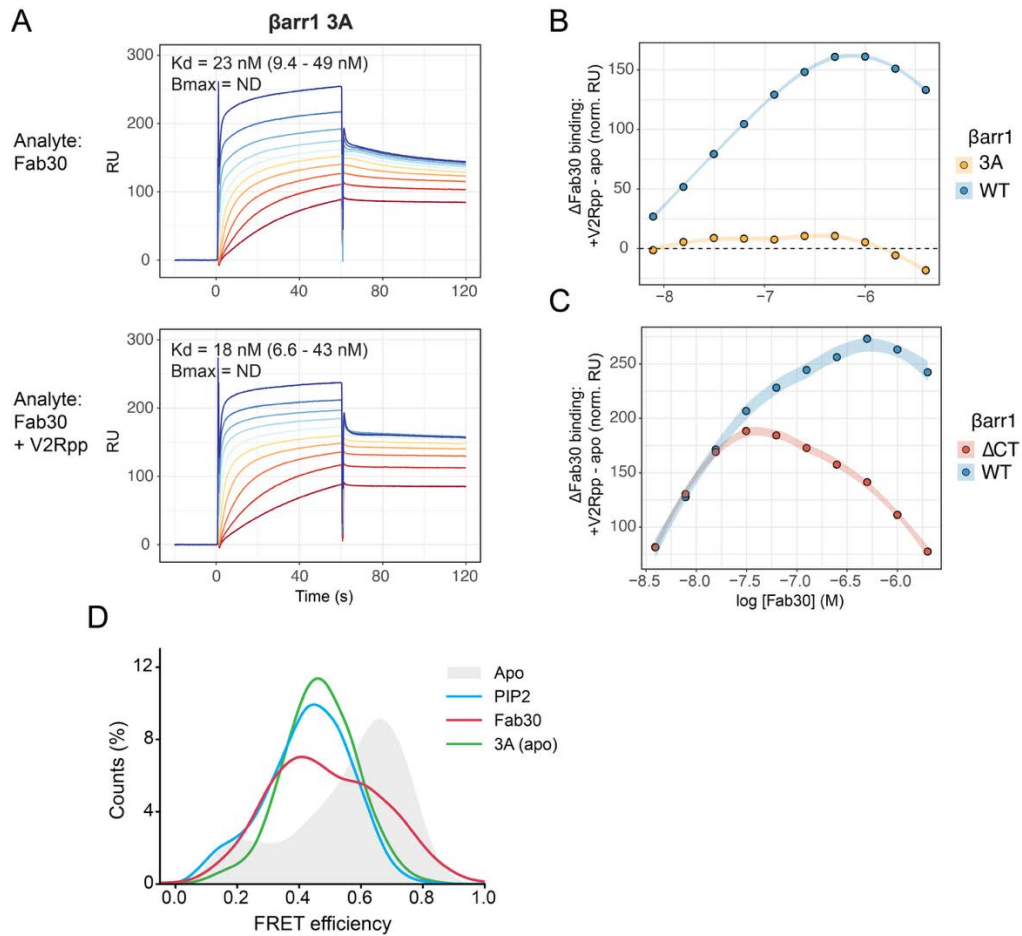 A
βarr1 3A
Analyte:
Fab30
RU
300
200
100
0
Kd = 23 nM (9.4 - 49 nM)
Bmax = ND
0
40
80
120
Analyte:
Fab30
+ V2Rpp
RU
300
200
100
0
Kd = 18 nM (6.6 - 43 nM)
Bmax = ND
0
40
80
120
Time (s)
B
ΔFab30 binding:
+V2Rpp - apo (norm. RU)
150
100
50
0
−8
−7
−6
βarr1
3A
WT
C
ΔFab30 binding:
+V2Rpp - apo (norm. RU)
250
200
150
100
−8.5
−8.0
−7.5
−7.0
−6.5
−6.0
log [Fab30] (M)
βarr1
ΔCT
WT
D
Counts (%)
12
8
4
0
0.0
0.2
0.4
0.6
0.8
1.0
FRET efficiency
Apo
PIP2
Fab30
3A (apo)